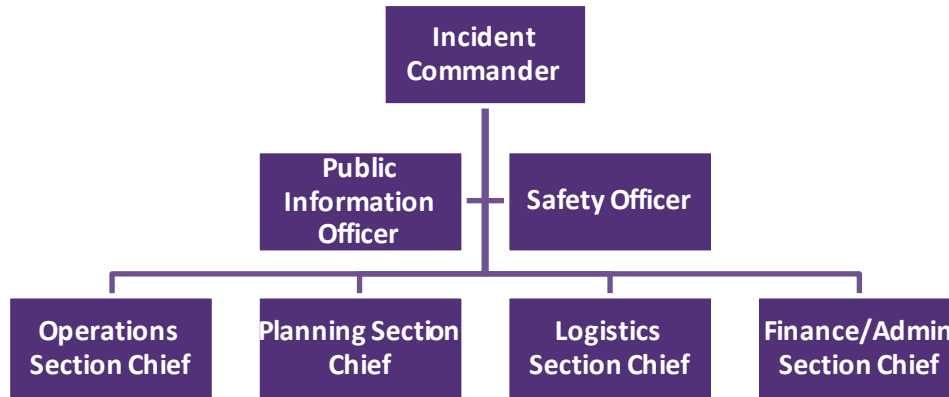 Incident
Commander
Public
Information
Officer
Safety Officer
Operations
Section Chief
Planning Section
Chief
Logistics
Section Chief
Finance/Admin
Section Chief